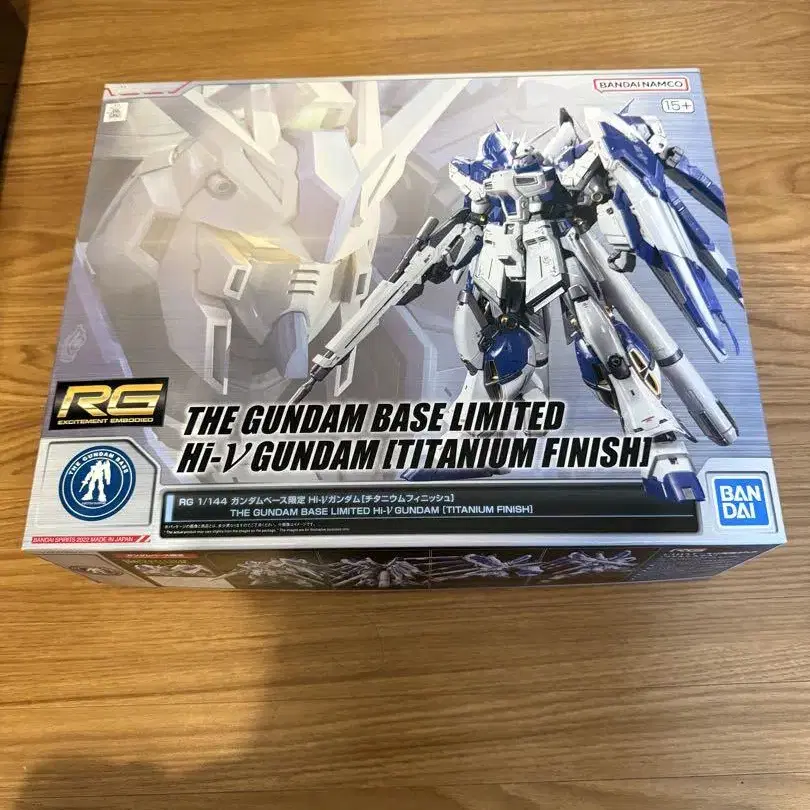 BANDAI NAMCO
15+
RG
EXCITEMENT EMBODIED
THE GUNDAM BASE LIMITED
Hi-ν GUNDAM [TITANIUM FINISH]
THE GUNDAM BASE
RG 1/144 ガンダムベース限定 Hi-νガンダム[チタニウムフィニッシュ]
THE GUNDAM BASE LIMITED Hi-ν GUNDAM [TITANIUM FINISH]
BANDAI SPIRITS 2022 MADE IN JAPAN
BAN
DAI
RG